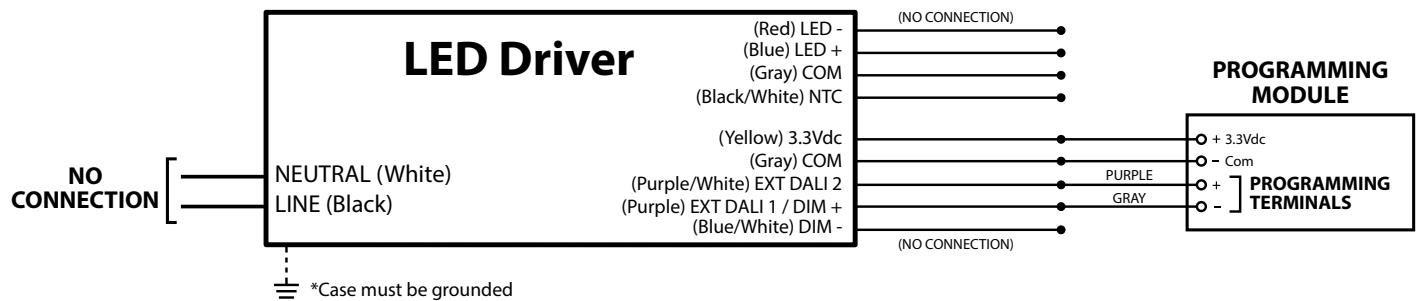 LED Driver
NO
CONNECTION
NEUTRAL (White)
LINE (Black)
*Case must be grounded
(Red) LED -
(Blue) LED +
(Gray) COM
(Black/White) NTC
(Yellow) 3.3Vdc
(Gray) COM
(Purple/White) EXT DALI 2
(Purple) EXT DALI 1 / DIM +
(Blue/White) DIM -
(NO CONNECTION)
PURPLE
GRAY
(NO CONNECTION)
PROGRAMMING
MODULE
+ 3.3Vdc
- Com
+
-
PROGRAMMING
TERMINALS